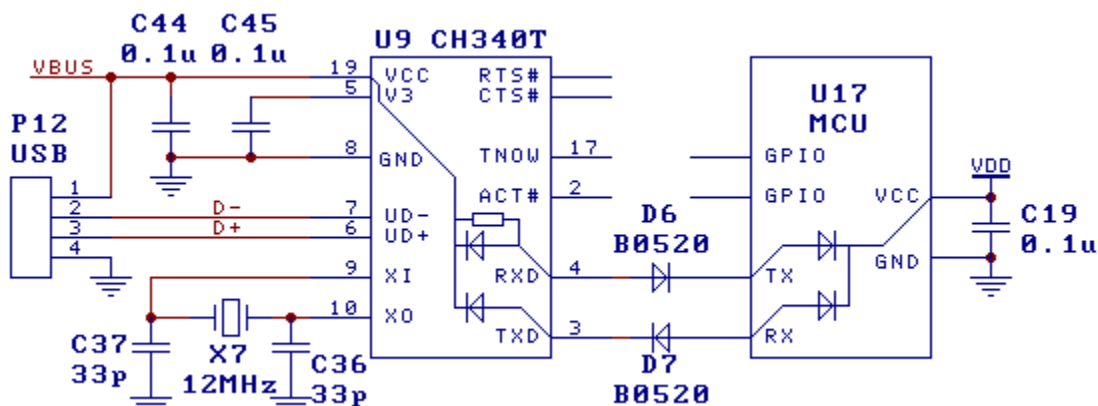 C44 C45
0.1u 0.1u
U9 CH340T
VBUS
19 VCC RTS#
5 V3 CTS#
U17
MCU
P12
USB
8 GND TNOW 17
GPIO
VDD
1
ACT# 2
GPIO
VCC
2 D- 7 UD-
3 D+ 6 UD+
4
D6
B0520
C19
0.1u
GND
9 XI RXD 4
TX
10 XO TXD 3
RX
C37
33p
X7
12MHz
C36
33p
D7
B0520